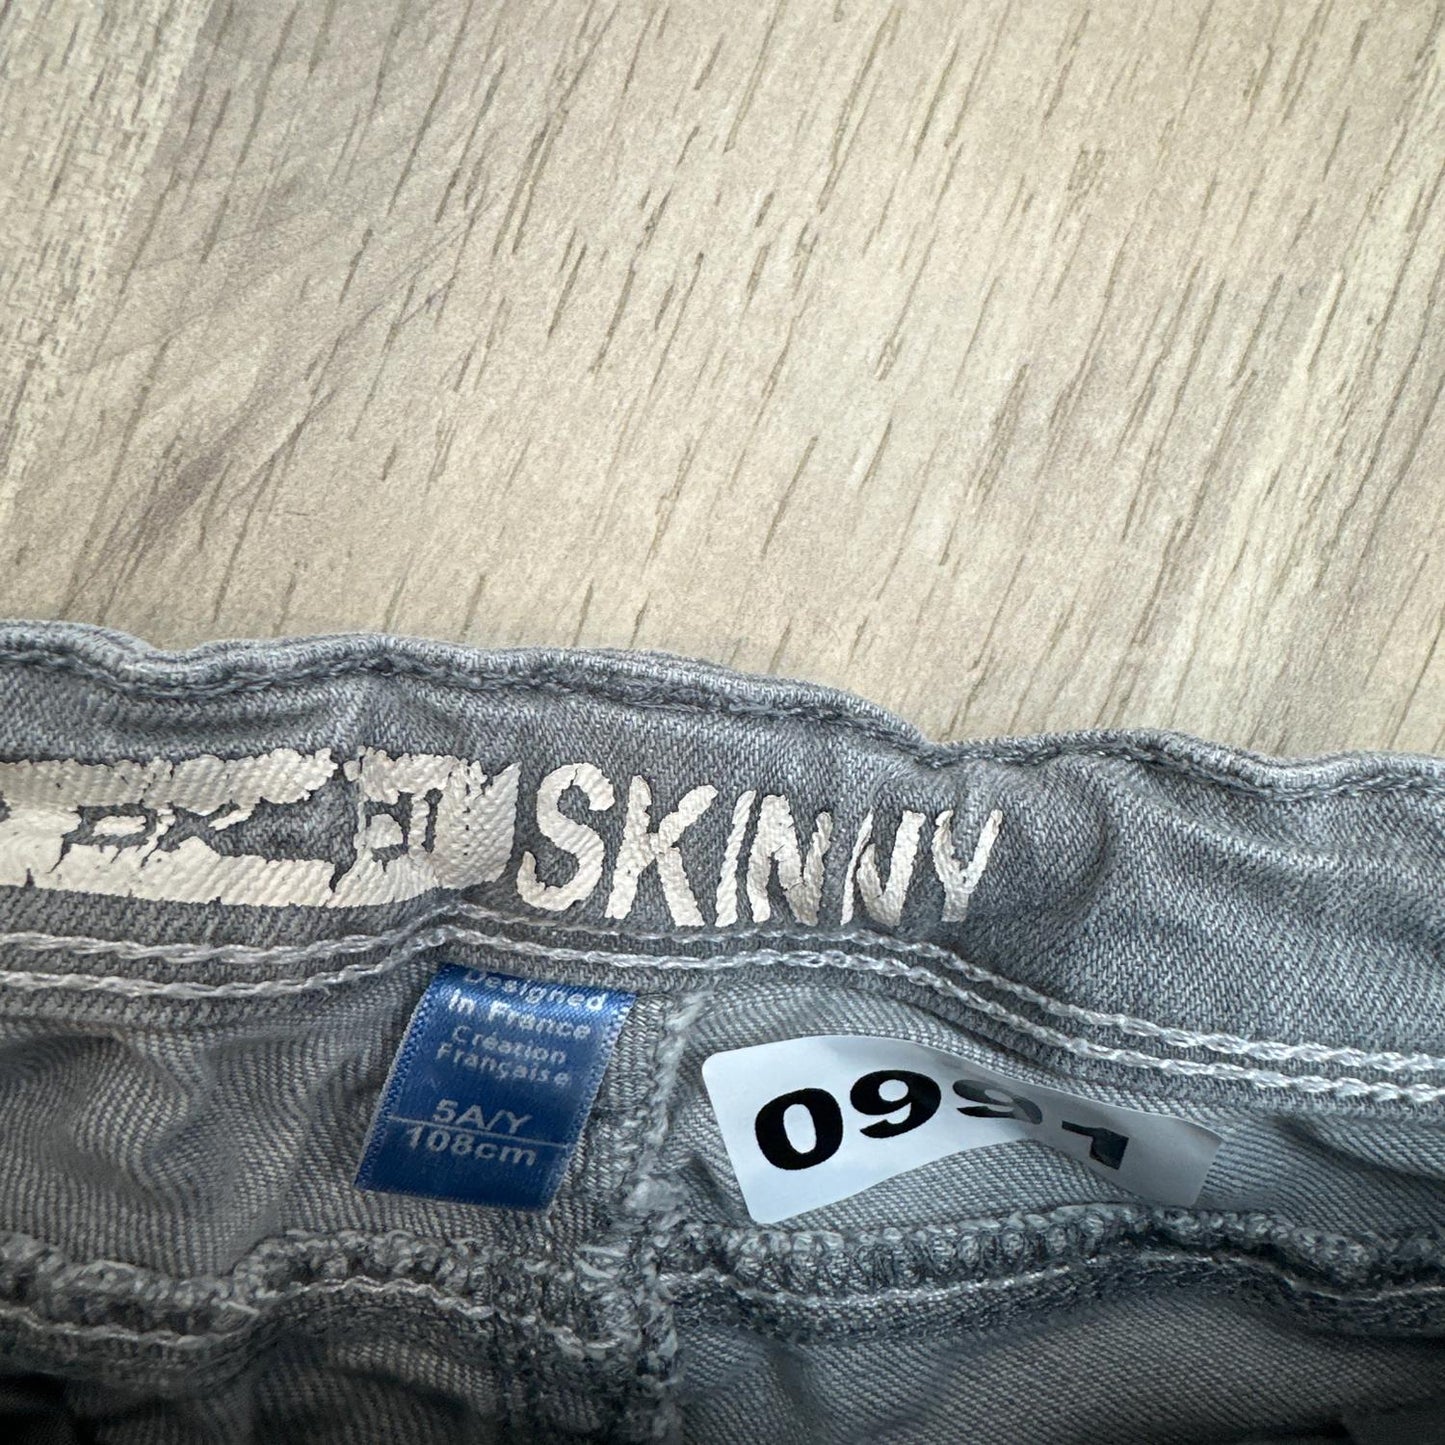 SKINNY
Designed
In France
Création
Française
5A/Y
108cm
0991